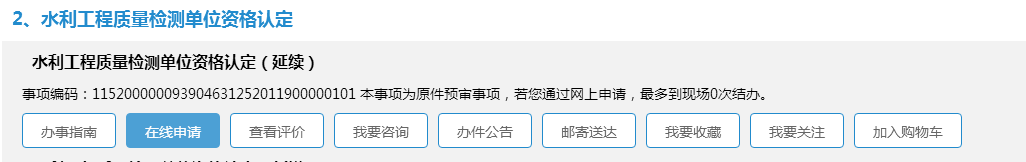 2、水利工程质量检测单位资格认定
水利工程质量检测单位资格认定（延续）
事项编码：11520000009390463125201190000010​1 本事项为原件预审事项，若您通过网上申请，最多到现场0次结办。
办事指南 在线申请 查看评价 我要咨询 办件公告 邮寄送达 我要收藏 我要关注 加入购物车